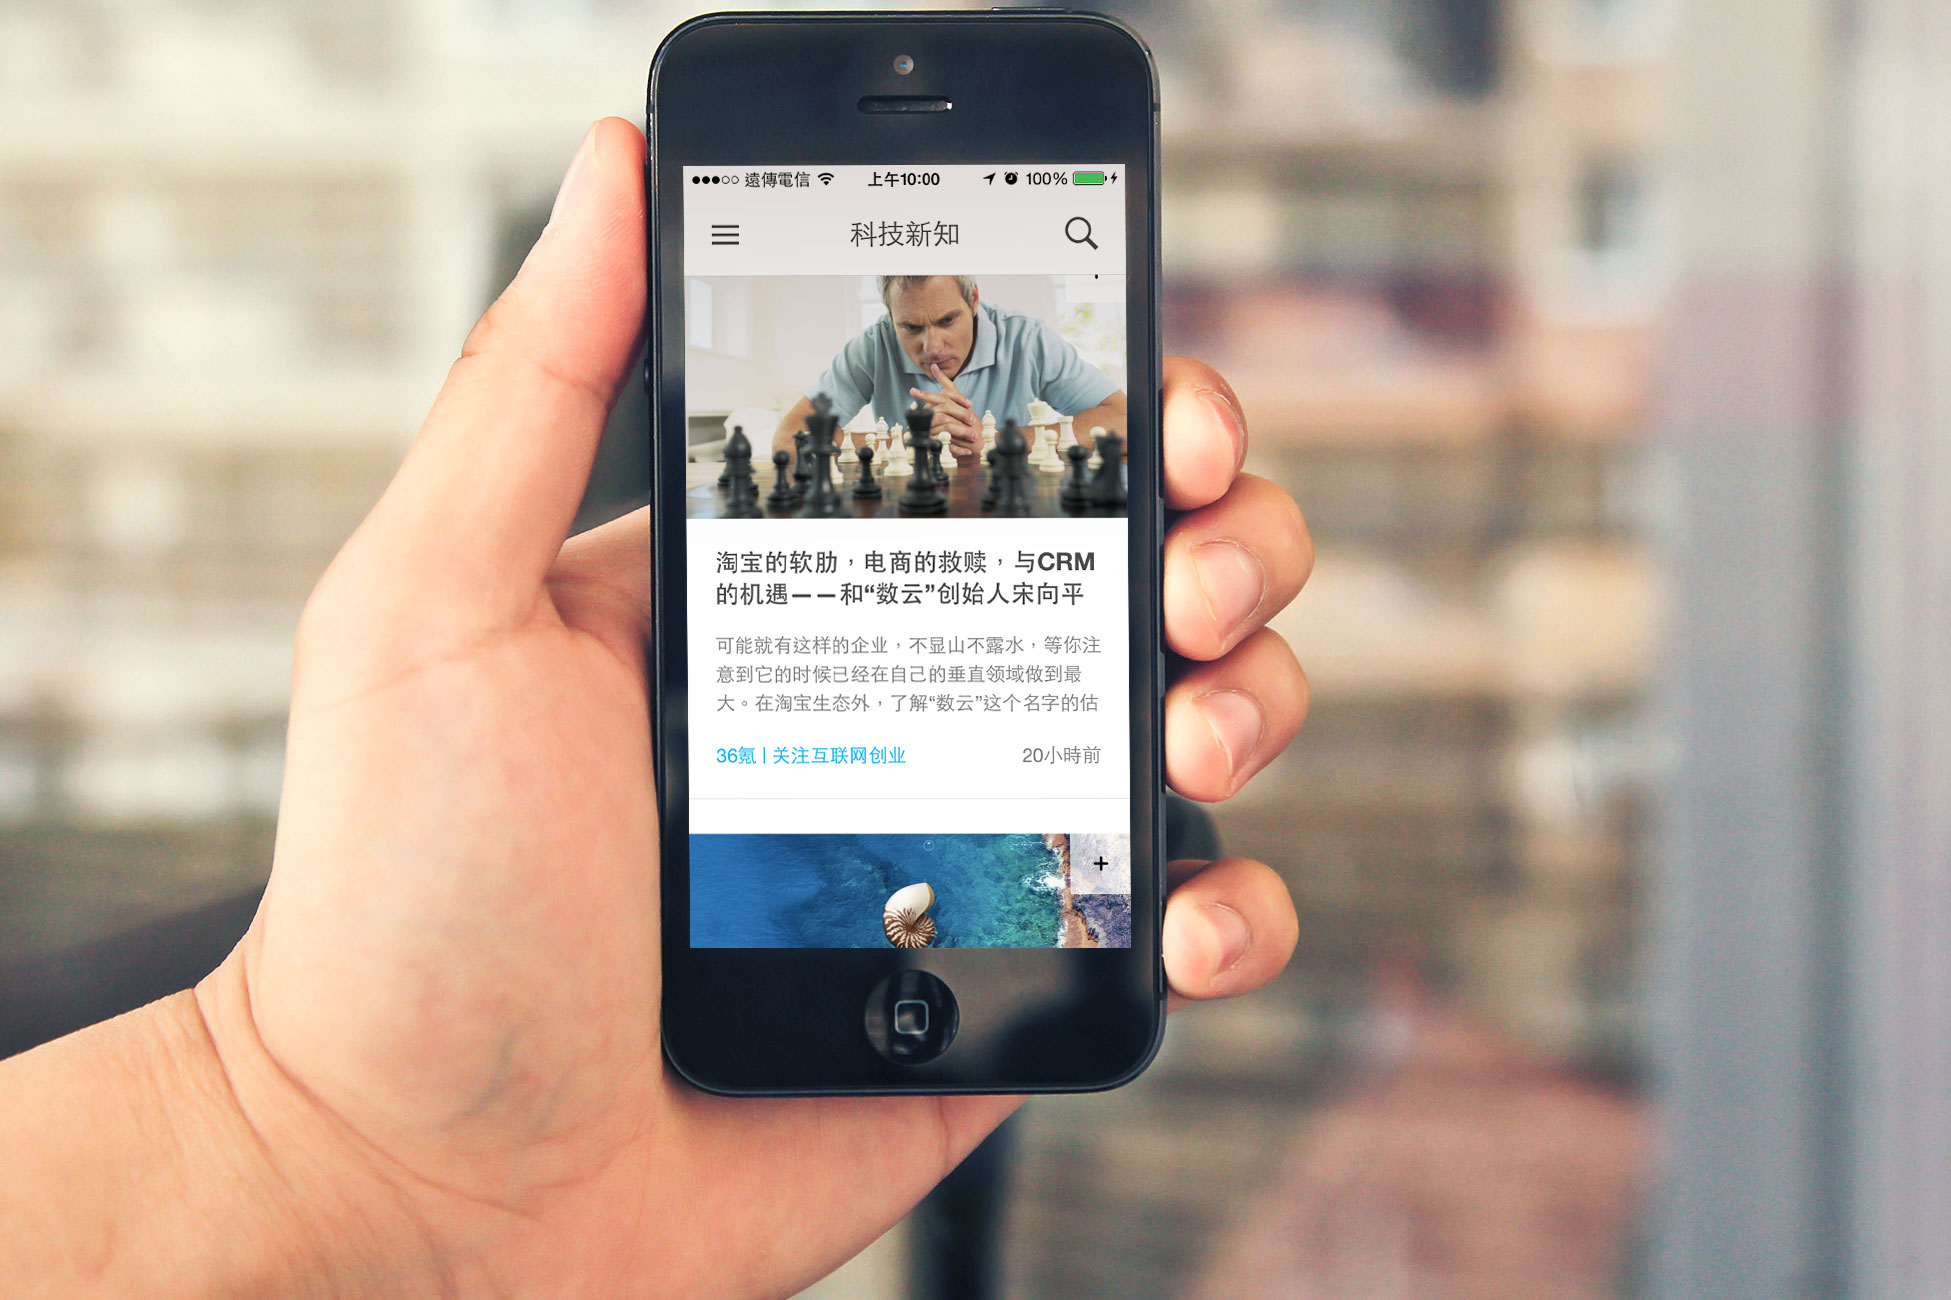 遠傳電信 上午10:00 100%
科技新知
淘宝的软肋，电商的救赎，与CRM
的机遇——和“数云”创始人宋向平
可能就有这样的企业，不显山不露水，等你注
意到它的时候已经在自己的垂直领域做到最
大。在淘宝生态外，了解“数云”这个名字的估
36氪 | 关注互联网创业 20小時前
+